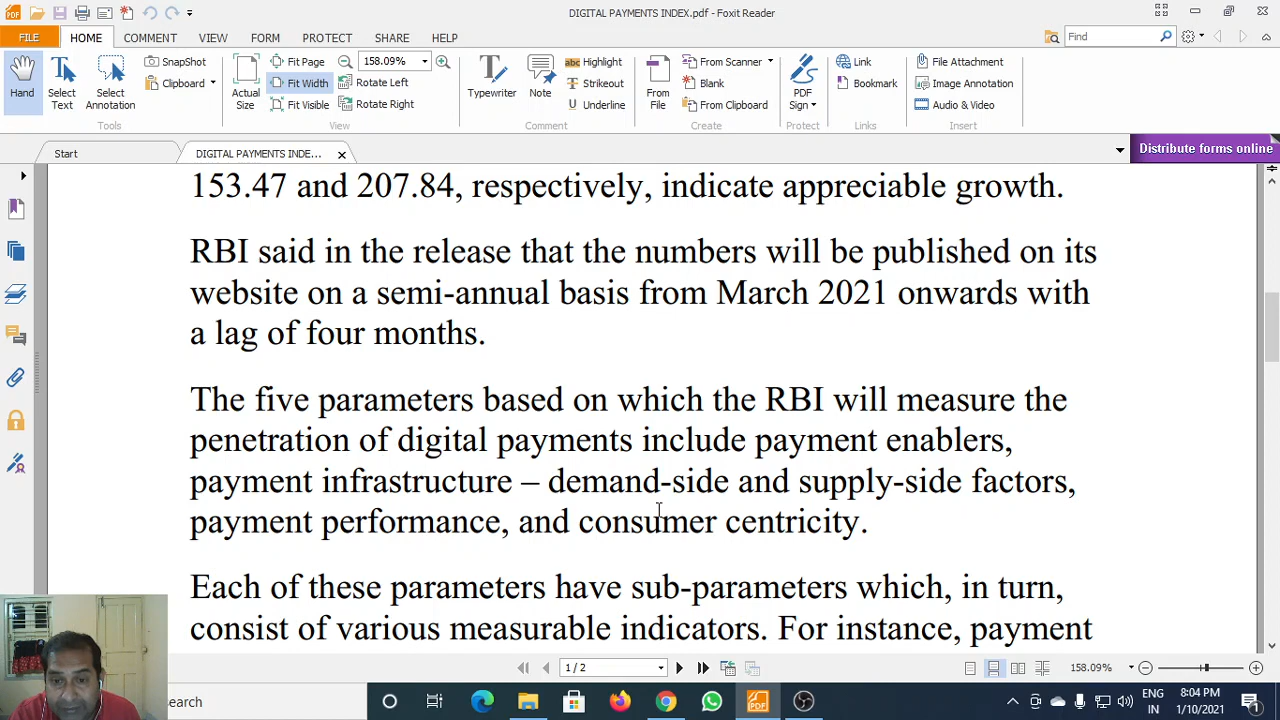 DIGITAL PAYMENTS INDEX.pdf - Foxit Reader
FILE HOME COMMENT VIEW FORM PROTECT SHARE HELP
Find
Hand
Select Text
Select Annotation
SnapShot
Clipboard
Tools
Actual Size
Fit Page
Fit Width
Fit Visible
158.09%
Rotate Left
Rotate Right
View
Typewriter
Note
Highlight
Strikeout
Underline
Comment
From File
From Scanner
Blank
From Clipboard
Create
PDF Sign
Protect
Link
Bookmark
Links
File Attachment
Image Annotation
Audio & Video
Insert
Start
DIGITAL PAYMENTS INDE...
Distribute forms online
153.47 and 207.84, respectively, indicate appreciable growth.
RBI said in the release that the numbers will be published on its
website on a semi-annual basis from March 2021 onwards with
a lag of four months.
The five parameters based on which the RBI will measure the
penetration of digital payments include payment enablers,
payment infrastructure – demand-side and supply-side factors,
payment performance, and consumer centricity.
Each of these parameters have sub-parameters which, in turn,
consist of various measurable indicators. For instance, payment
1 / 2
158.09%
search
ENG
IN
8:04 PM
1/10/2021